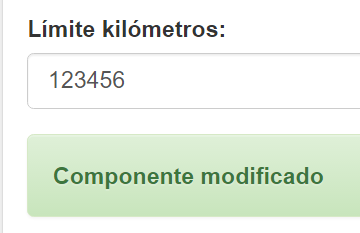 Límite kilómetros:
123456
Componente modificado